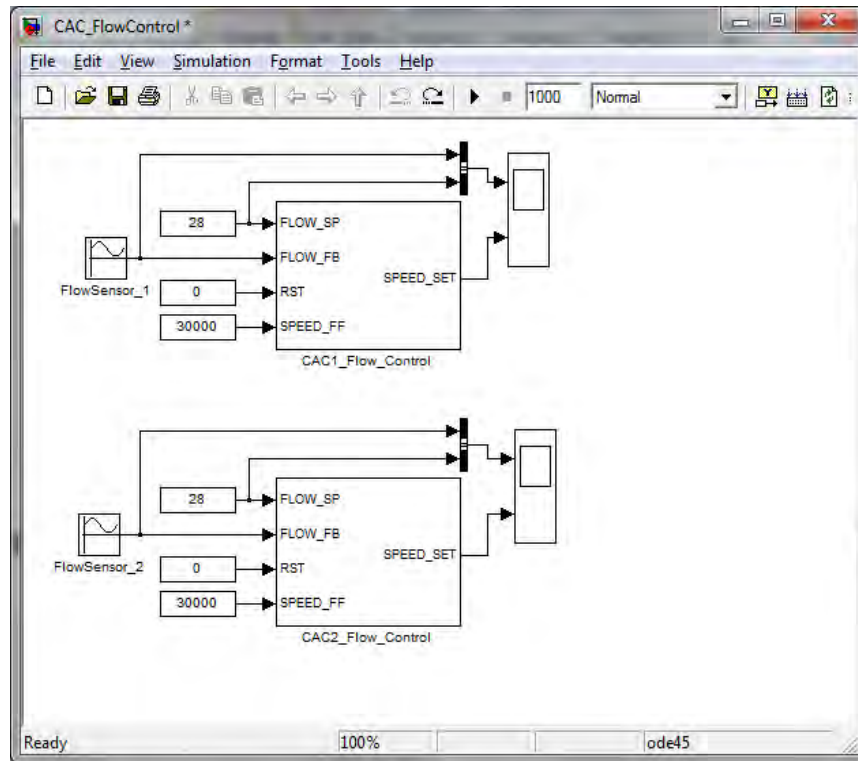 CAC_FlowControl *
File Edit View Simulation Format Tools Help
1000 Normal
28
FLOW_SP
FLOW_FB
FlowSensor_1
0
RST
SPEED_SET
30000
SPEED_FF
CAC1_Flow_Control
28
FLOW_SP
FLOW_FB
FlowSensor_2
0
RST
SPEED_SET
30000
SPEED_FF
CAC2_Flow_Control
Ready 100% ode45